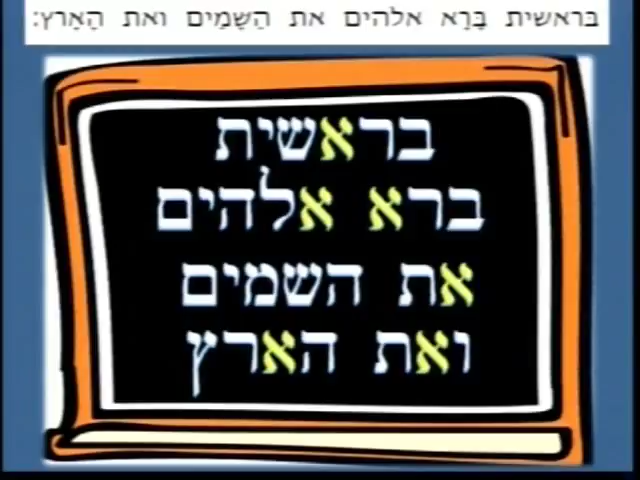 בראשית בָּרָא אלהים את הַשָּׁמַיִם ואת הָאָרֶץ:
בראשית
ברא אלהים
את השמים
ואת הארץ